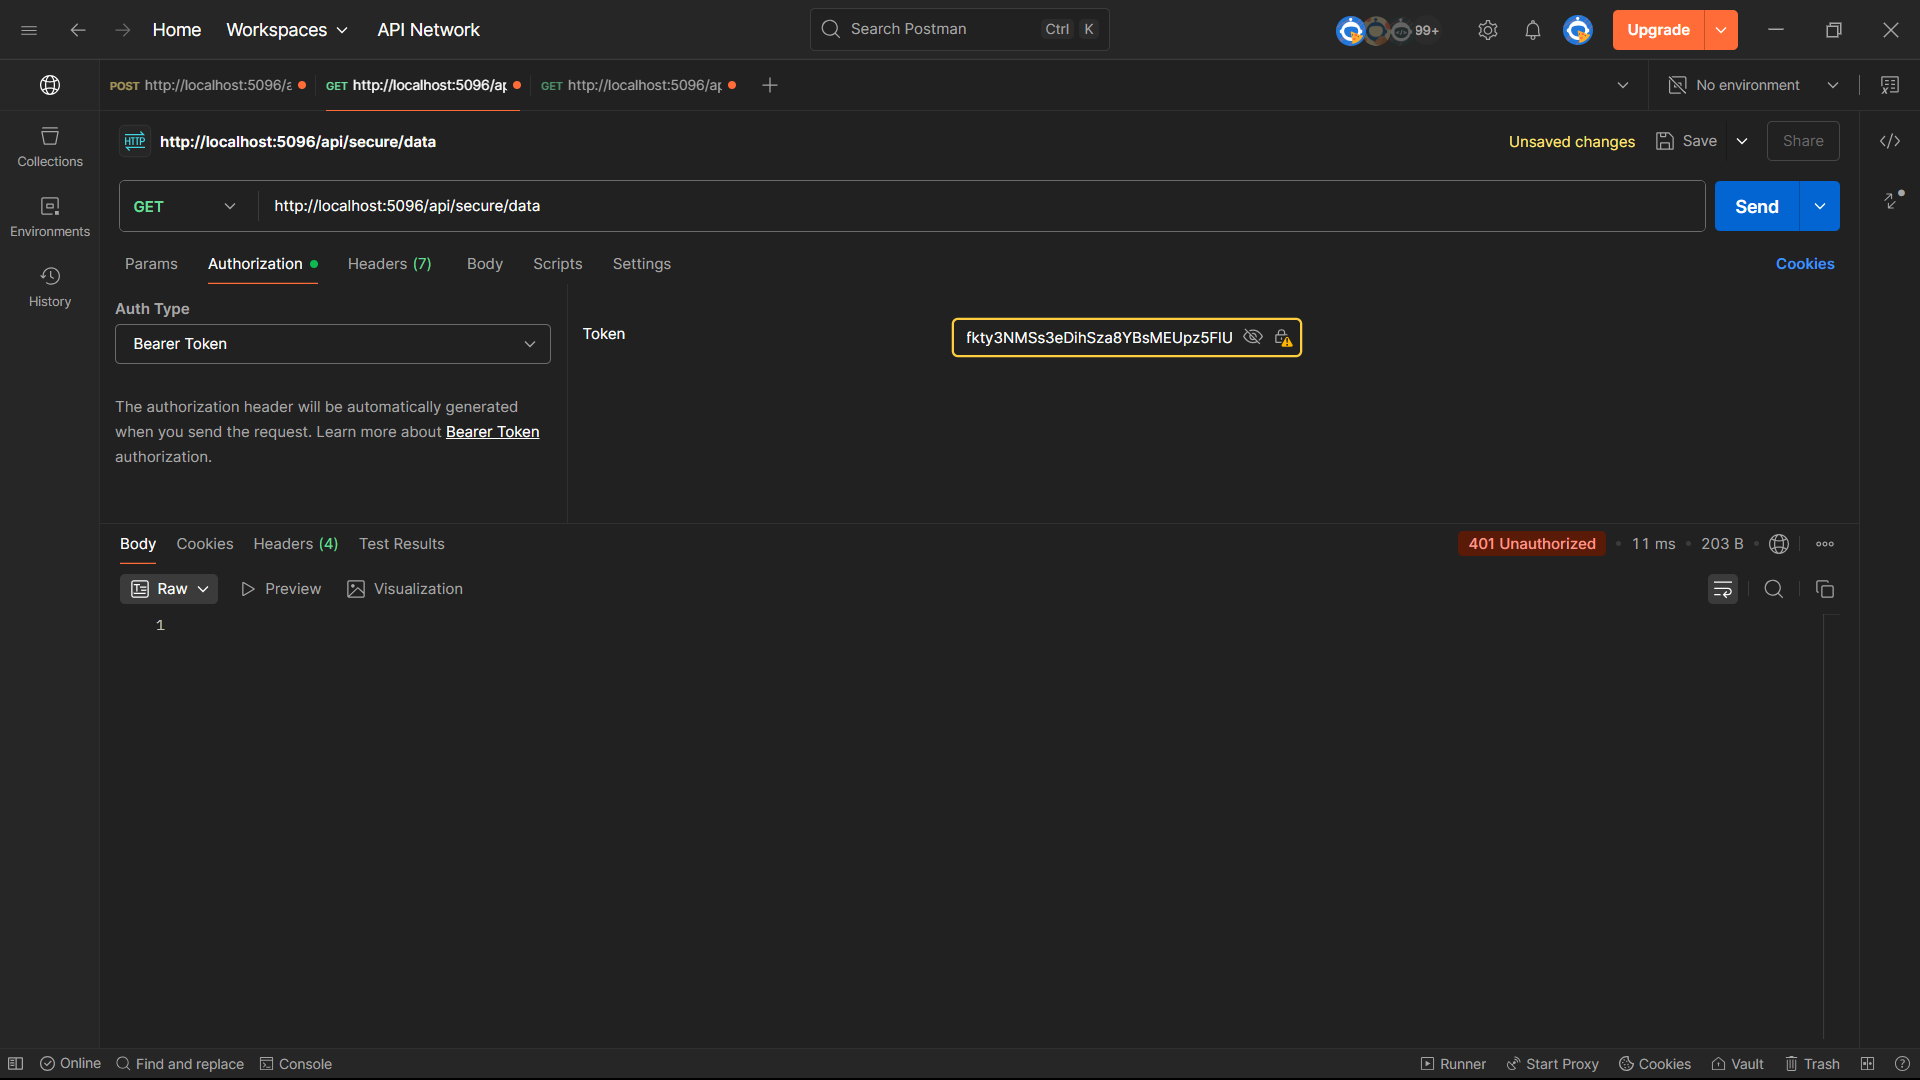 Home Workspaces API Network Search Postman Ctrl K 99+ Upgrade
POST http://localhost:5096/a GET http://localhost:5096/ap GET http://localhost:5096/ap No environment
HTTP http://localhost:5096/api/secure/data Unsaved changes Save Share
Collections
GET http://localhost:5096/api/secure/data Send
Environments
Params Authorization Headers (7) Body Scripts Settings Cookies
History
Auth Type
Bearer Token
Token fkty3NMSs3eDihSza8YBsMEUpz5FIU
The authorization header will be automatically generated
when you send the request. Learn more about Bearer Token
authorization.
Body Cookies Headers (4) Test Results 401 Unauthorized • 11 ms • 203 B •
Raw Preview Visualization
1
Online Find and replace Console Runner Start Proxy Cookies Vault Trash